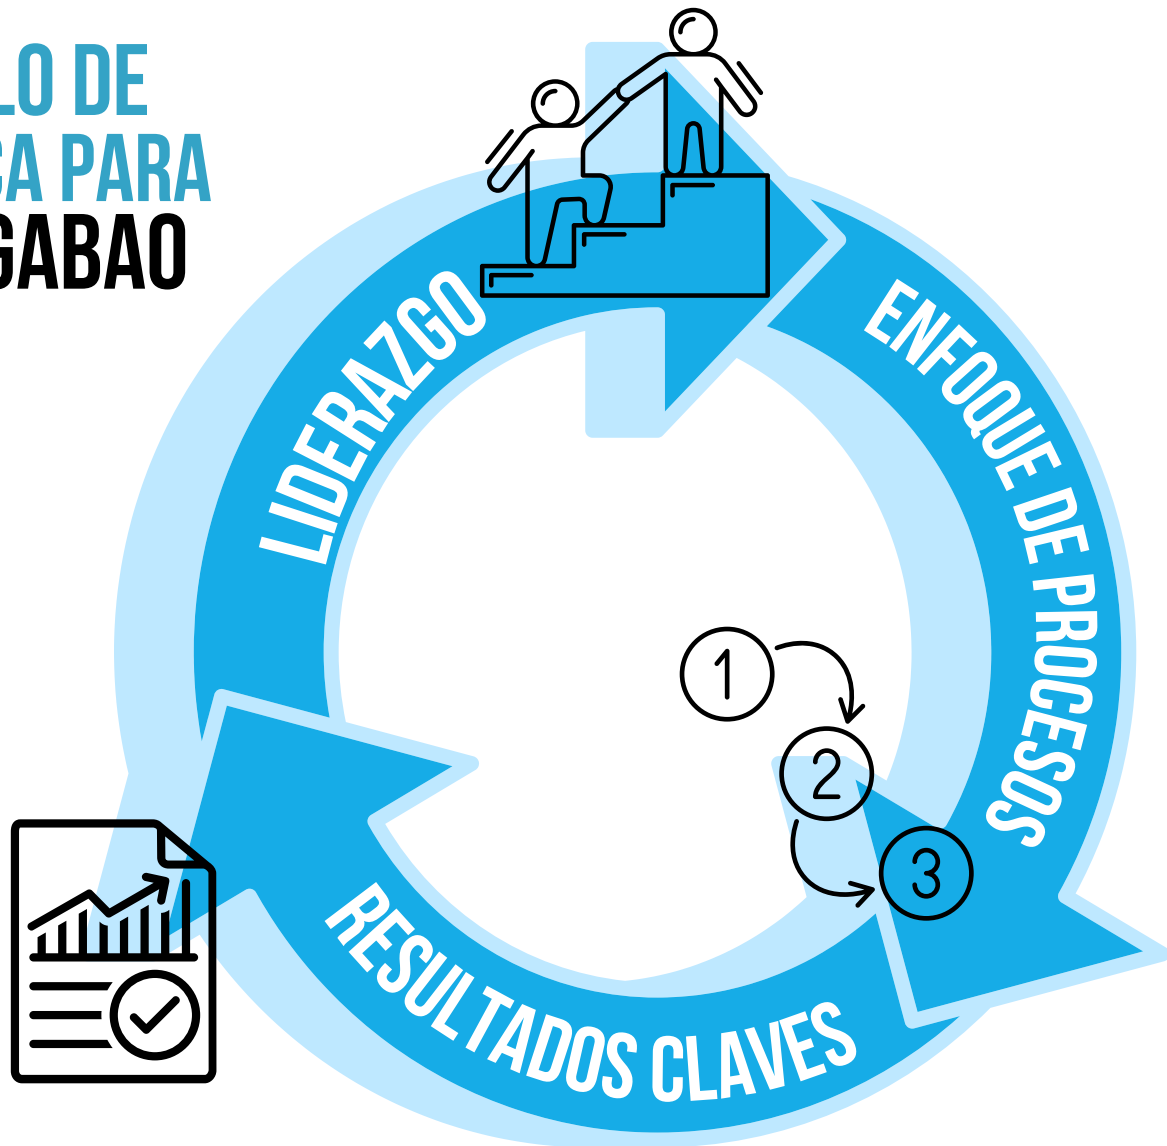 LO DE
CA PARA
GABAO
LIDERAZGO
ENFOQUE DE PROCESOS
1
2
3
RESULTADOS CLAVES